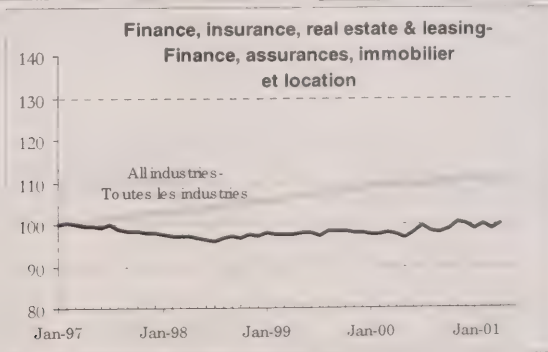 Finance, insurance, real estate & leasing-
Finance, assurances, immobilier
et location
140
130
120
All industries-
Toutes les industries
110
100
90
80
Jan-97 Jan-98 Jan-99 Jan-00 Jan-01